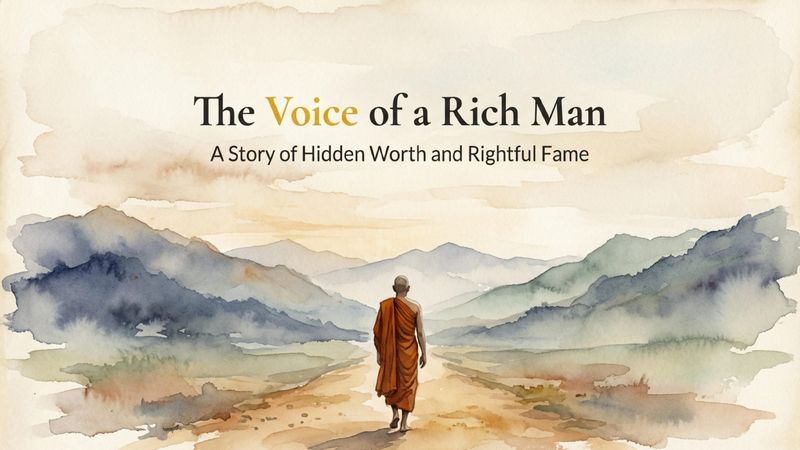 The Voice of a Rich Man
A Story of Hidden Worth and Rightful Fame